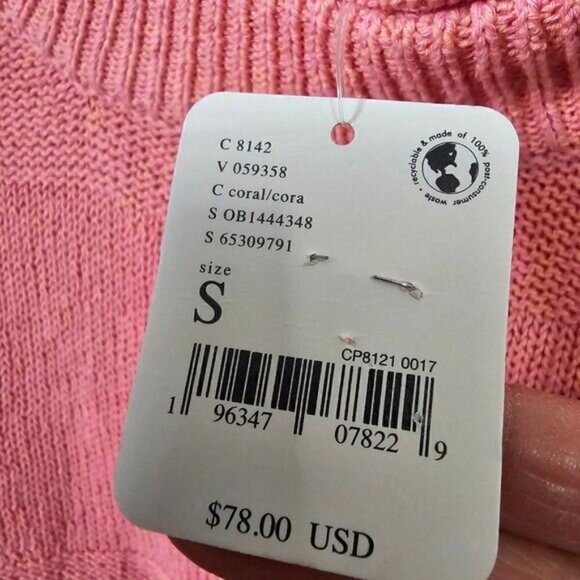 C 8142
V 059358
C coral/cora
S OB1444348
S 65309791
size
S
recyclable & made of 100% post-consumer waste •
CP8121 0017
1 96347 07822 9
$78.00 USD